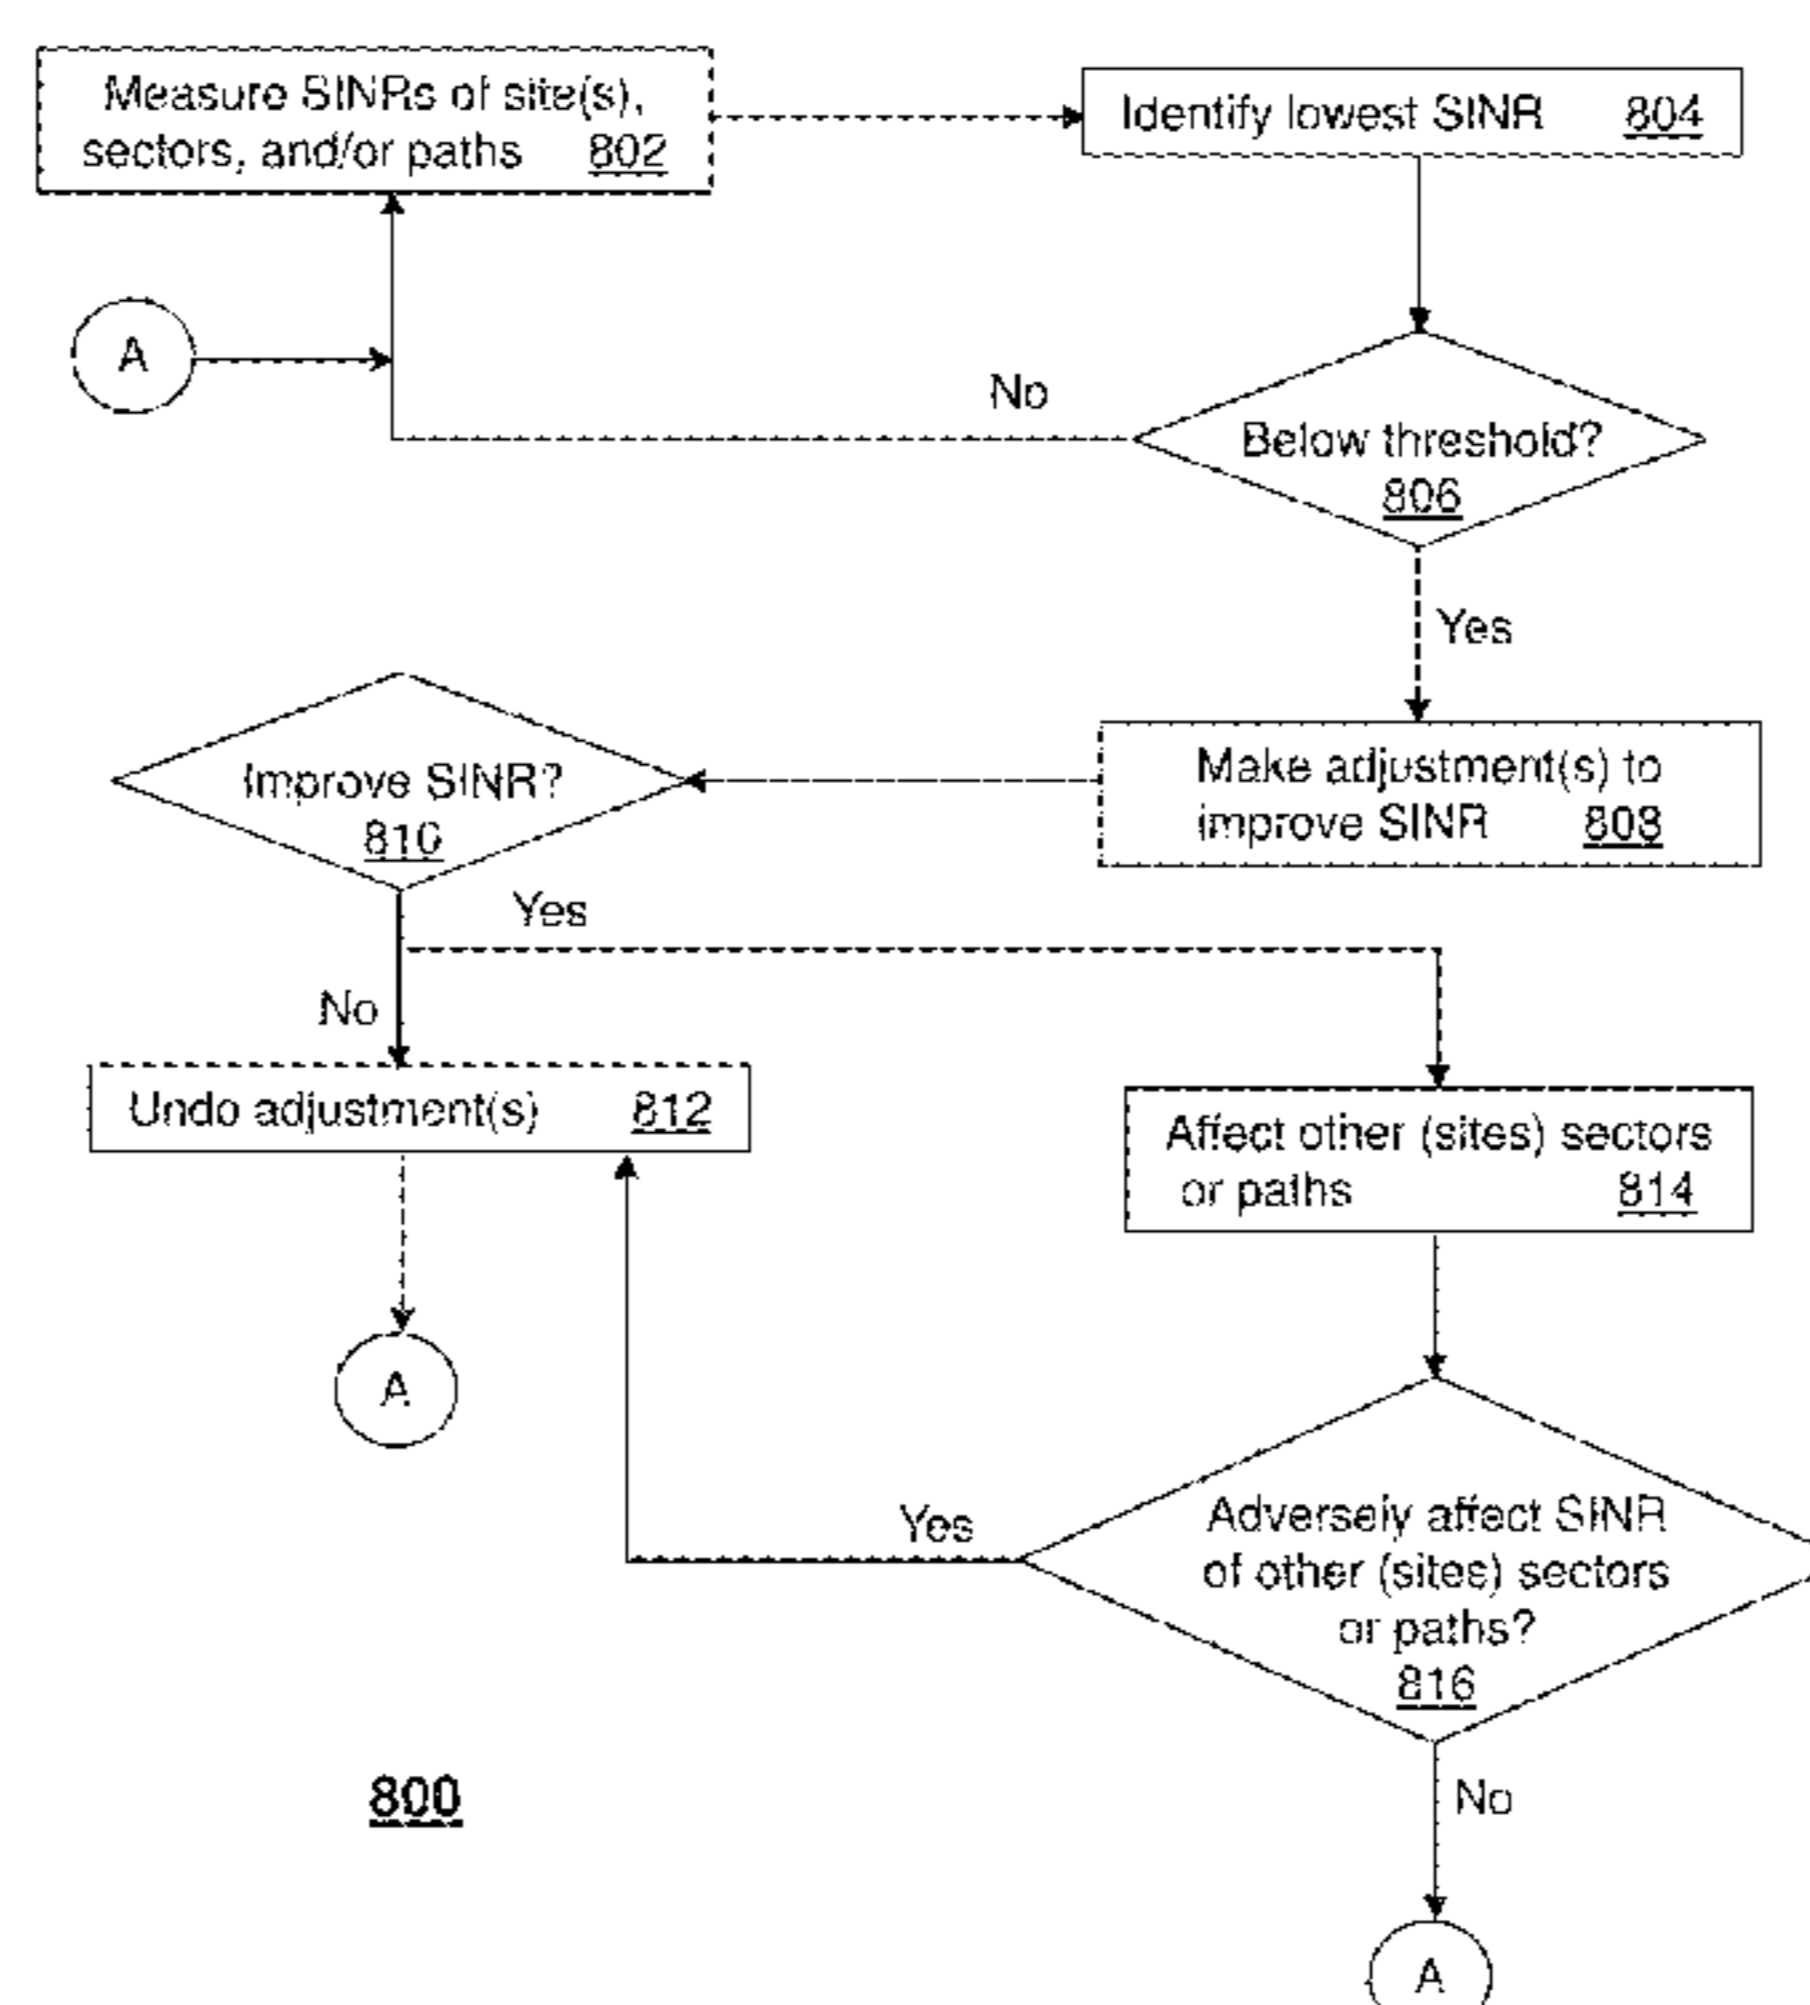 Measure SINRs of site(s),
sectors, and/or paths 802
Identify lowest SINR 804
A
No
Below threshold?
806
Yes
Make adjustment(s) to
improve SINR 808
Improve SINR?
810
Yes
No
Undo adjustment(s) 812
Affect other (sites) sectors
or paths 814
A
Yes
Adversely affect SINR
of other (sites) sectors
or paths?
816
800
No
A